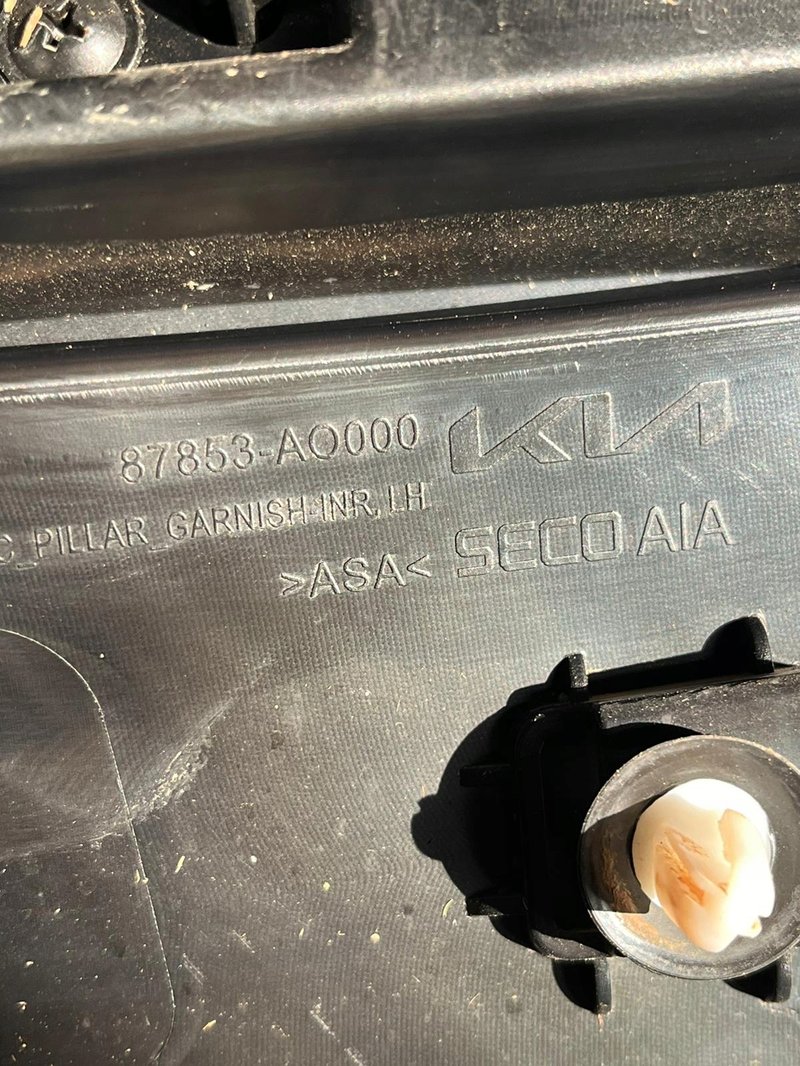 87853-AO000 KIA
C_PILLAR_GARNISH-INR, LH
>ASA< SECO AIA